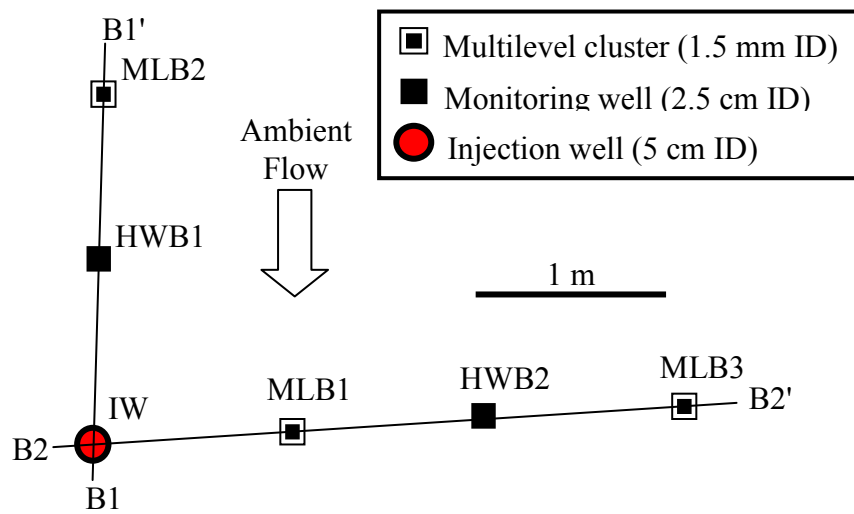 B1'
MLB2
Multilevel cluster (1.5 mm ID)
Monitoring well (2.5 cm ID)
Injection well (5 cm ID)
Ambient
Flow
HWB1
1 m
MLB1
HWB2
MLB3
B2'
IW
B2
B1